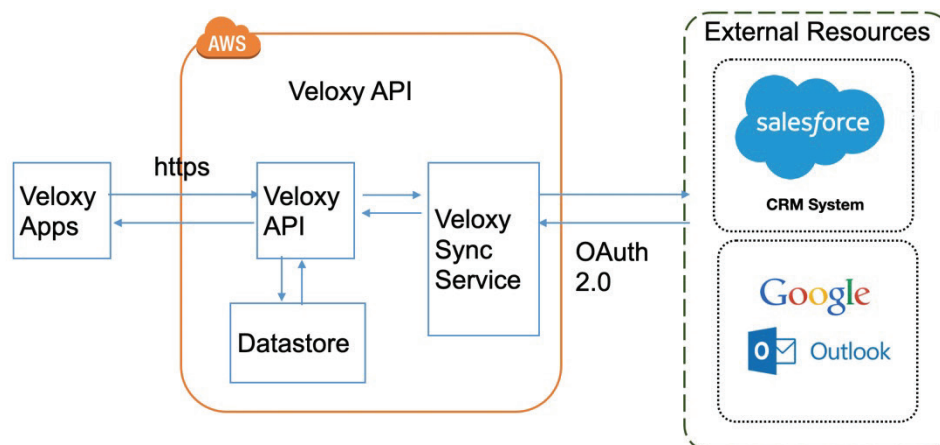 AWS
Veloxy API
https
Veloxy
Apps
Veloxy
API
Datastore
Veloxy
Sync
Service
OAuth
2.0
External Resources
salesforce
CRM System
Google
Outlook